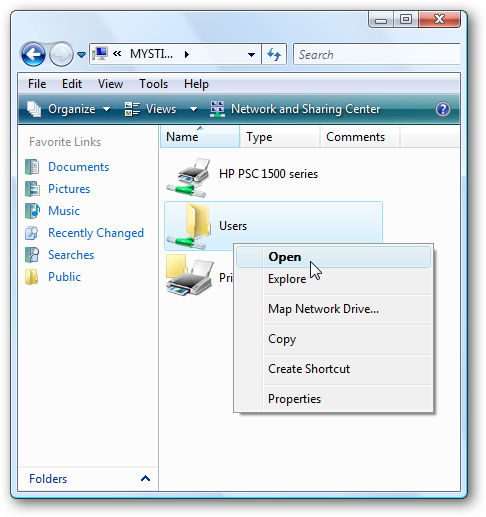 « MYSTI...
Search
File Edit View Tools Help
Organize Views Network and Sharing Center ?
Favorite Links
Documents
Pictures
Music
Recently Changed
Searches
Public
Folders
Name Type Comments
HP PSC 1500 series
Users
Pri
Open
Explore
Map Network Drive...
Copy
Create Shortcut
Properties